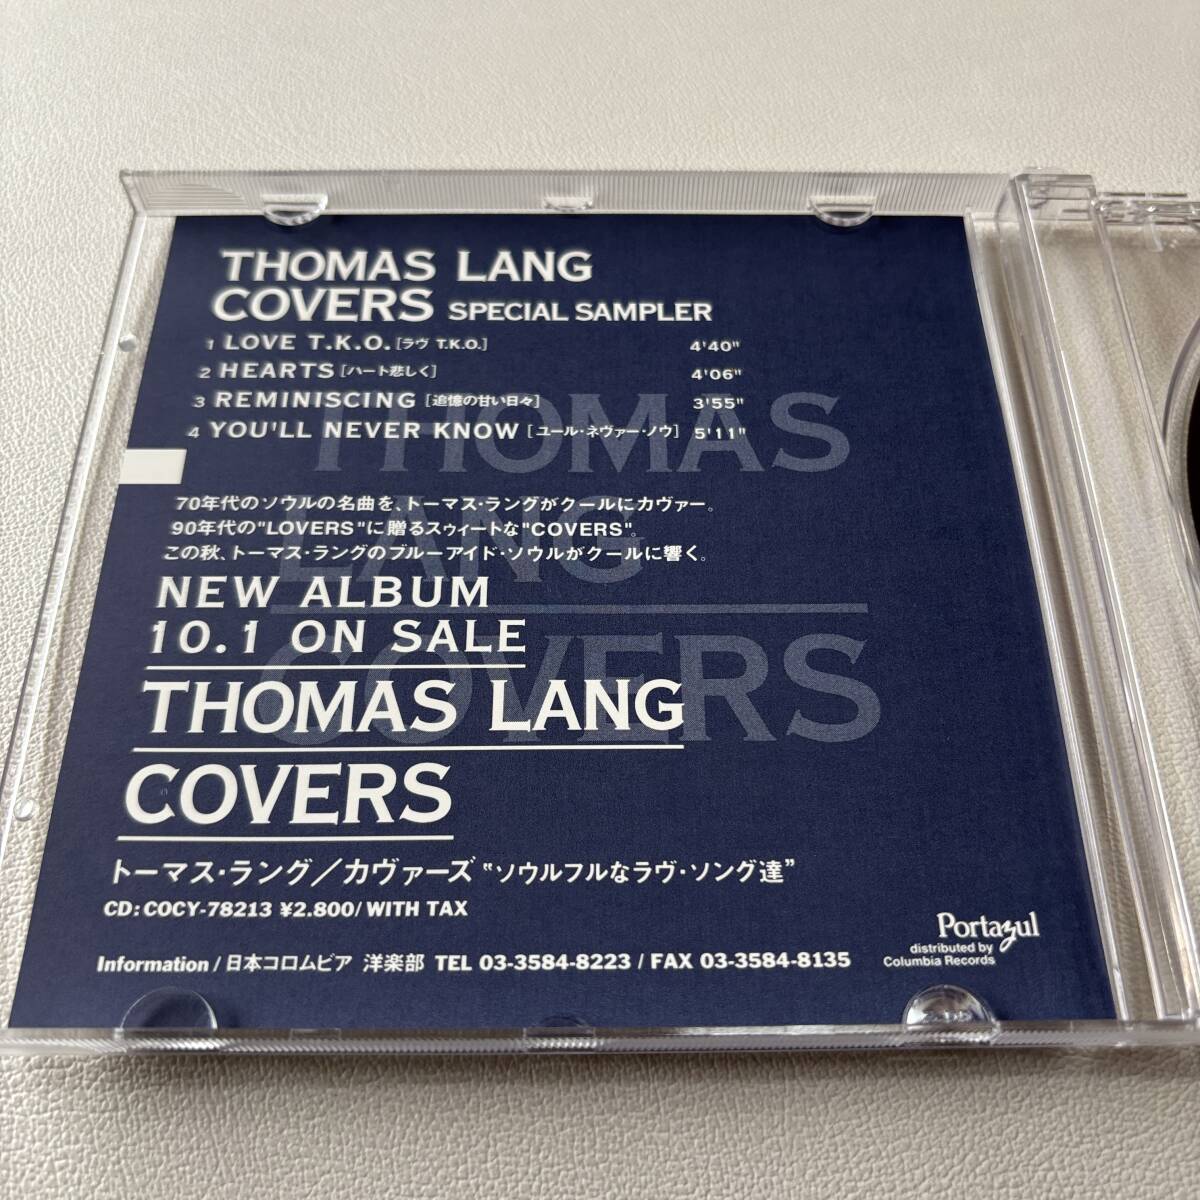 THOMAS LANG
COVERS SPECIAL SAMPLER
1 LOVE T.K.O. [ラヴ T.K.O.] 4'40"
2 HEARTS [ハート悲しく] 4'06"
3 REMINISCING [追憶の甘い日々] 3'55"
4 YOU'LL NEVER KNOW [ユール・ネヴァー・ノウ] 5'11"
THOMAS
LANG
COVERS
70年代のソウルの名曲を、トーマス・ラングがクールにカヴァー。
90年代の"LOVERS"に贈るスウィートな"COVERS"。
この秋、トーマス・ラングのブルーアイド・ソウルがクールに響く。
NEW ALBUM
10.1 ON SALE
THOMAS LANG
COVERS
トーマス・ラング／カヴァーズ “ソウルフルなラヴ・ソング達”
CD: COCY-78213 ¥2.800/ WITH TAX
Information / 日本コロムビア 洋楽部 TEL 03-3584-8223 / FAX 03-3584-8135
Portazul
distributed by
Columbia Records